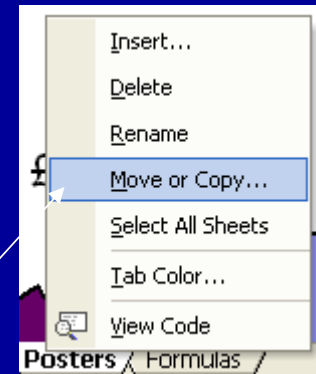 Insert...
Delete
Rename
£
Move or Copy...
Select All Sheets
Tab Color...
View Code
Posters / Formulas /